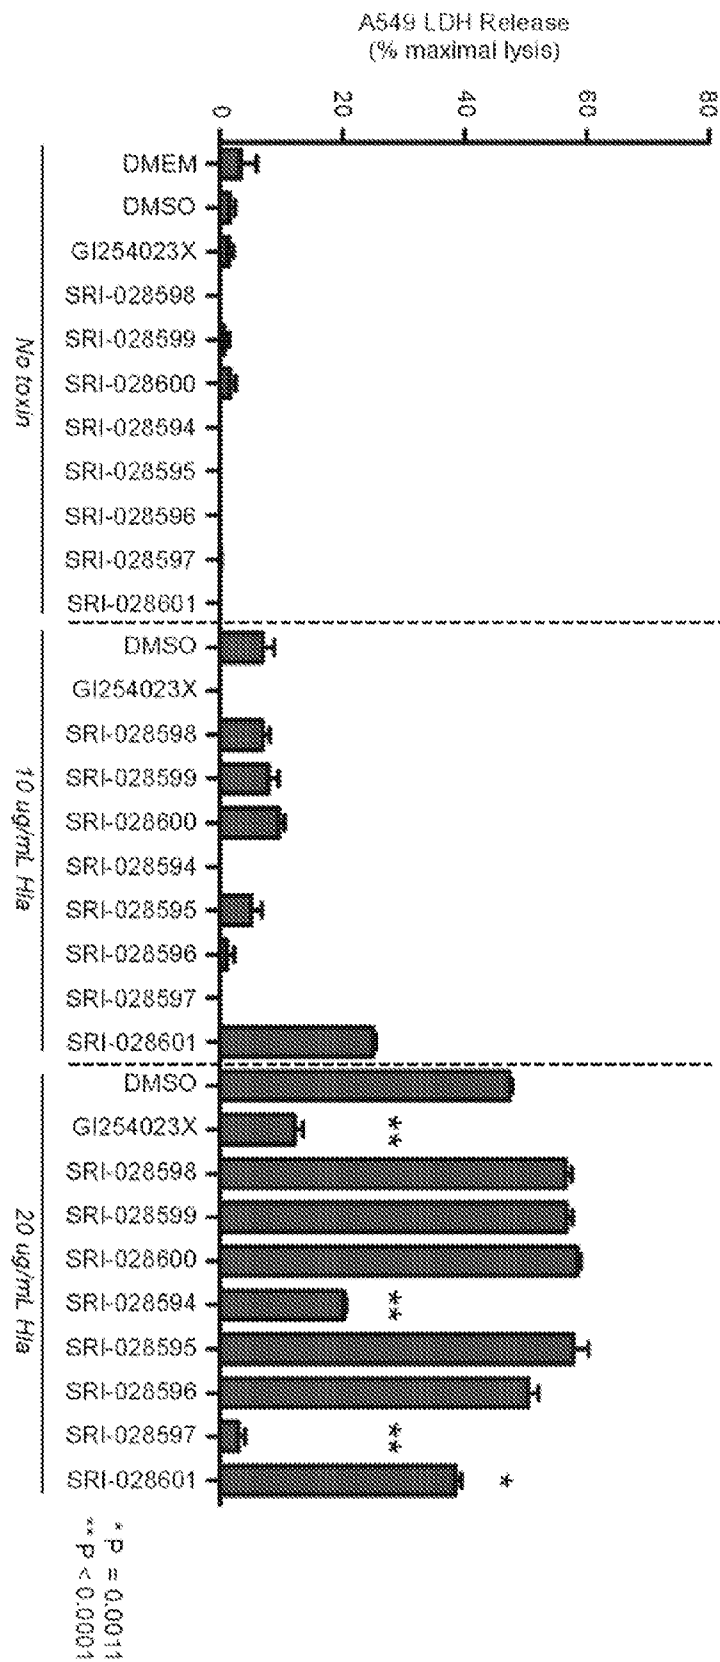 A549 LDH Release
(% maximal lysis)
0
20
40
60
80
DMEM
DMSO
GI254023X
SRI-028598
SRI-028599
SRI-028600
SRI-028594
SRI-028595
SRI-028596
SRI-028597
SRI-028601
No toxin
DMSO
GI254023X
SRI-028598
SRI-028599
SRI-028600
SRI-028594
SRI-028595
SRI-028596
SRI-028597
SRI-028601
10 ug/mL Hla
DMSO
GI254023X
**
SRI-028598
SRI-028599
SRI-028600
SRI-028594
**
SRI-028595
SRI-028596
SRI-028597
**
SRI-028601
*
20 ug/mL Hla
* p = 0.0011
** p < 0.0001